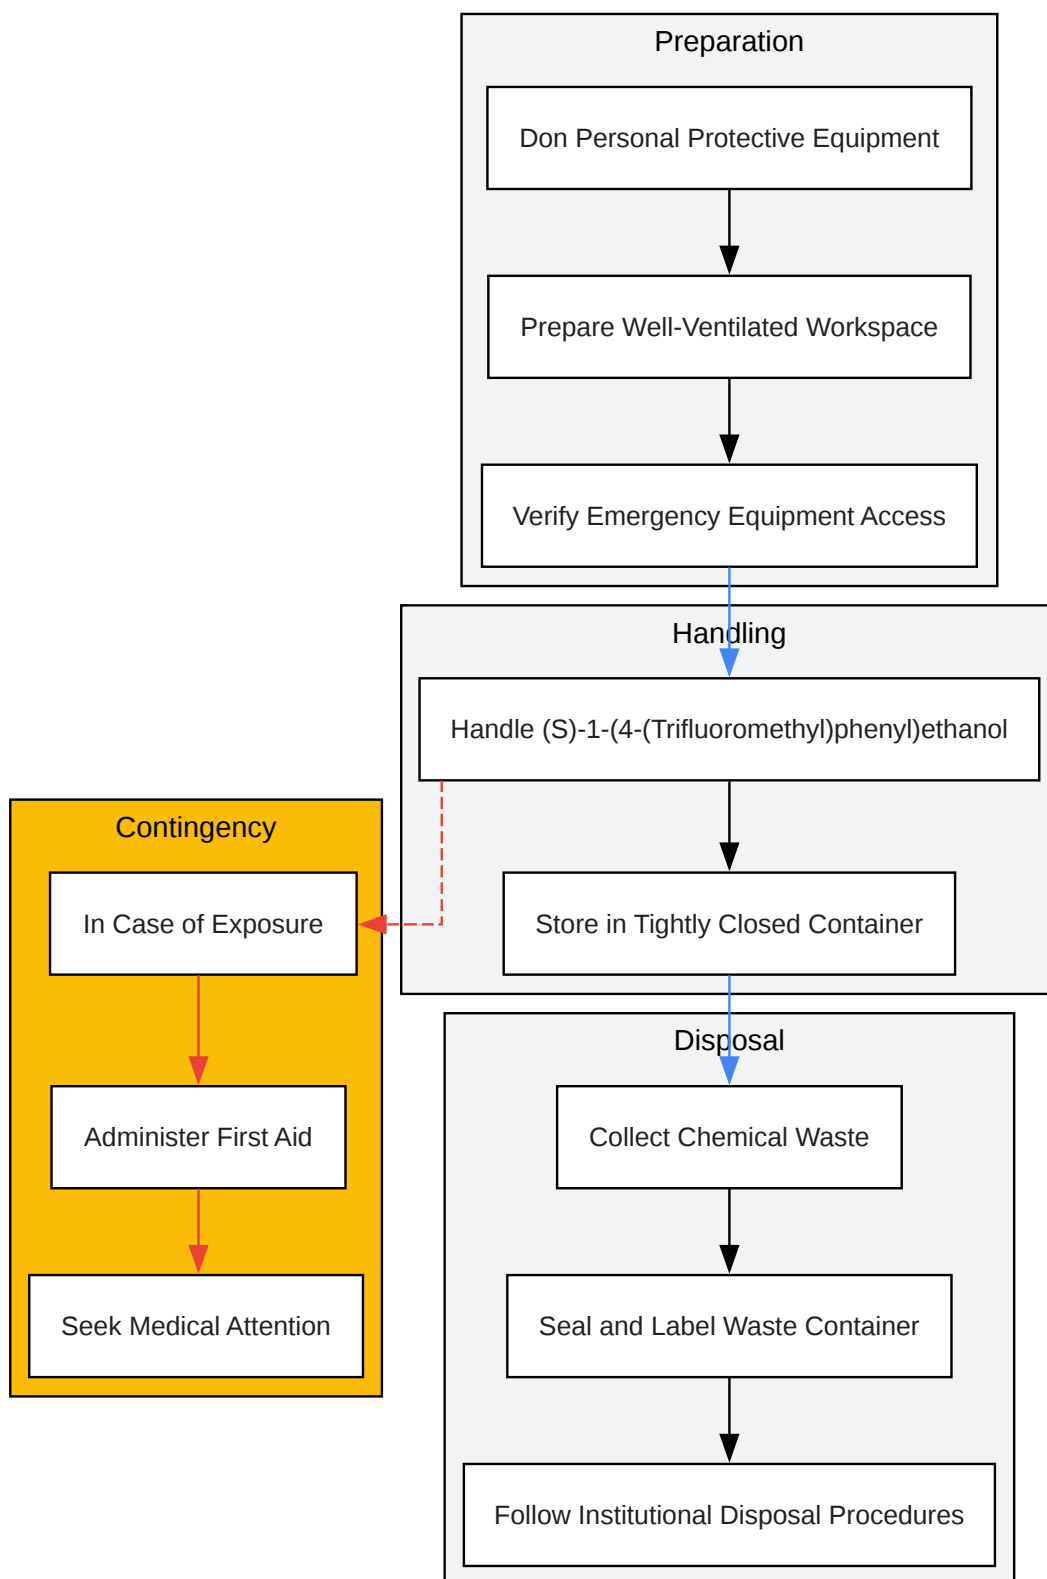 Preparation
Don Personal Protective Equipment
Prepare Well-Ventilated Workspace
Verify Emergency Equipment Access
Handling
Handle (S)-1-(4-(Trifluoromethyl)phenyl)ethanol
Store in Tightly Closed Container
Contingency
In Case of Exposure
Administer First Aid
Seek Medical Attention
Disposal
Collect Chemical Waste
Seal and Label Waste Container
Follow Institutional Disposal Procedures